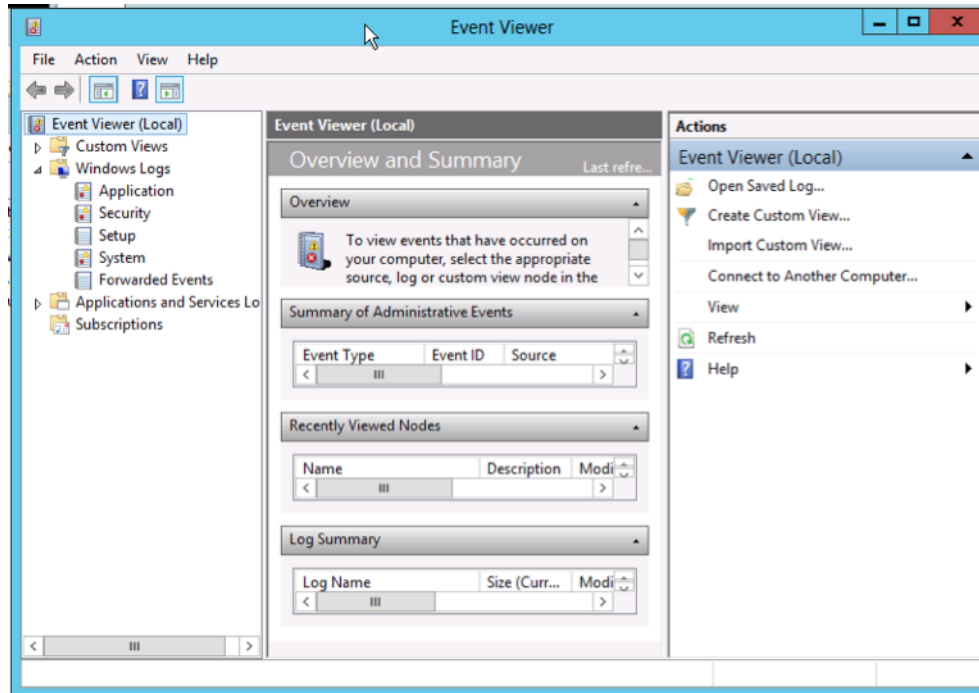 Event Viewer
File Action View Help
Event Viewer (Local)
Custom Views
Windows Logs
Application
Security
Setup
System
Forwarded Events
Applications and Services Lo
Subscriptions
Event Viewer (Local)
Overview and Summary Last refre...
Overview
To view events that have occurred on
your computer, select the appropriate
source, log or custom view node in the
Summary of Administrative Events
Event Type Event ID Source
Recently Viewed Nodes
Name Description Modi
Log Summary
Log Name Size (Curr... Modi
Actions
Event Viewer (Local)
Open Saved Log...
Create Custom View...
Import Custom View...
Connect to Another Computer...
View
Refresh
Help